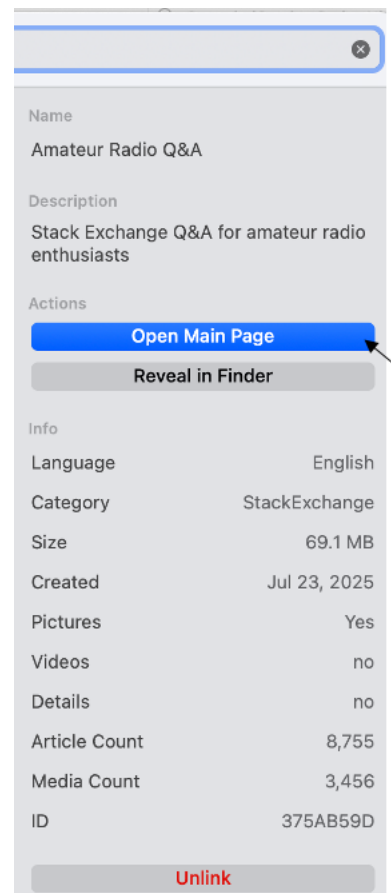 Name
Amateur Radio Q&A
Description
Stack Exchange Q&A for amateur radio
enthusiasts
Actions
Open Main Page
Reveal in Finder
Info
Language English
Category StackExchange
Size 69.1 MB
Created Jul 23, 2025
Pictures Yes
Videos no
Details no
Article Count 8,755
Media Count 3,456
ID 375AB59D
Unlink